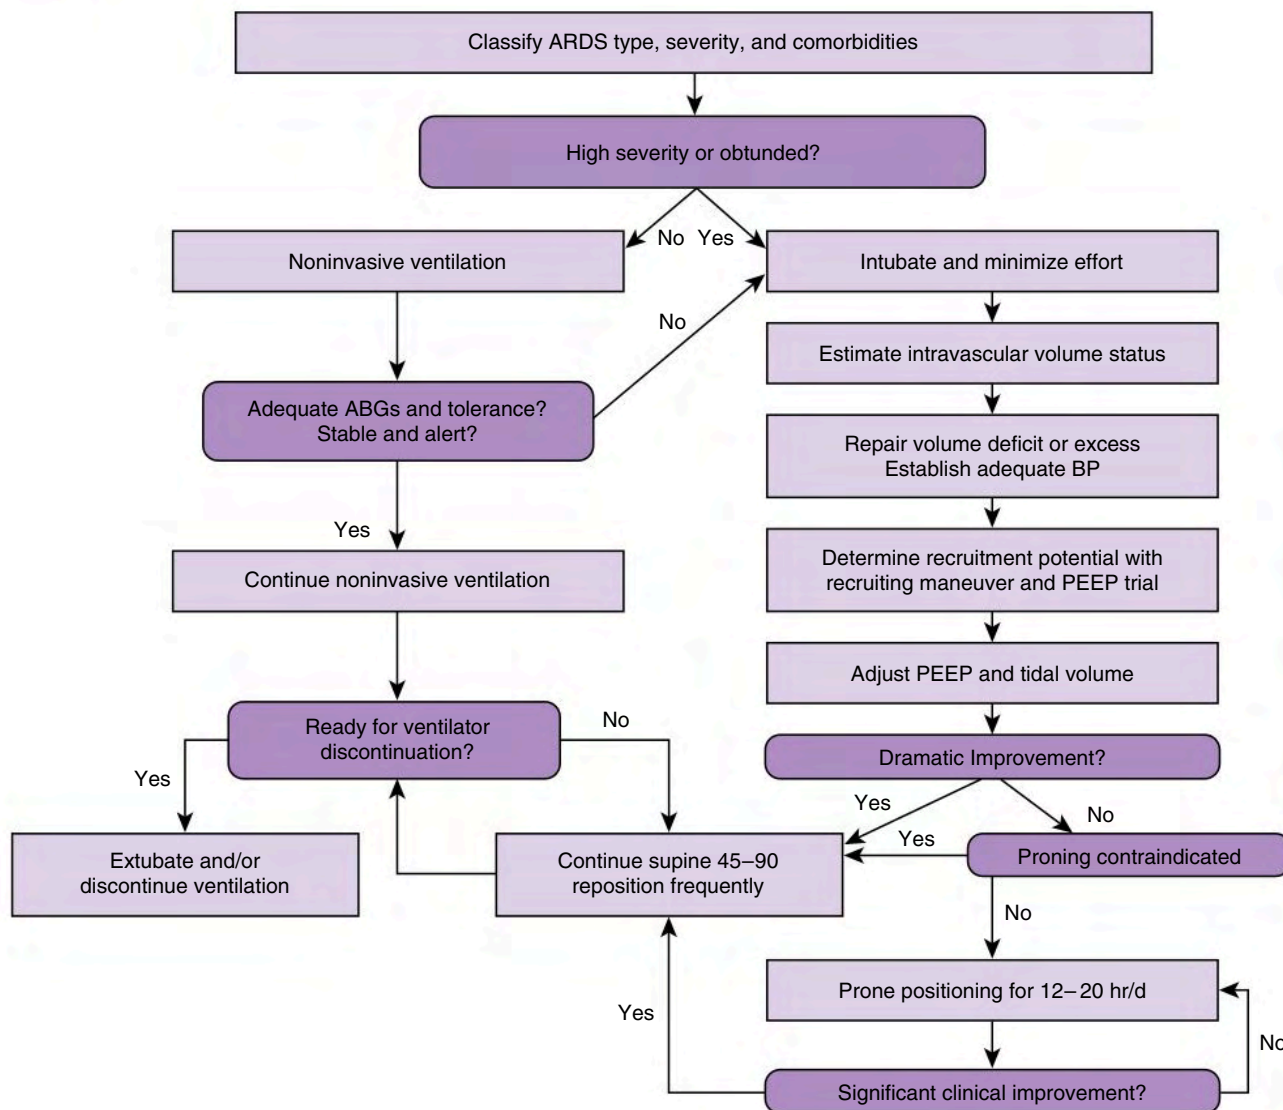 Classify ARDS type, severity, and comorbidities
High severity or obtunded?
No Yes
Noninvasive ventilation
Intubate and minimize effort
No
Estimate intravascular volume status
Adequate ABGs and tolerance?
Stable and alert?
Repair volume deficit or excess
Establish adequate BP
Yes
Continue noninvasive ventilation
Determine recruitment potential with
recruiting maneuver and PEEP trial
Adjust PEEP and tidal volume
Ready for ventilator
discontinuation?
No
Yes
Dramatic Improvement?
Yes
No
Yes
Extubate and/or
discontinue ventilation
Continue supine 45–90
reposition frequently
Proning contraindicated
No
Prone positioning for 12–20 hr/d
Yes
No
Significant clinical improvement?